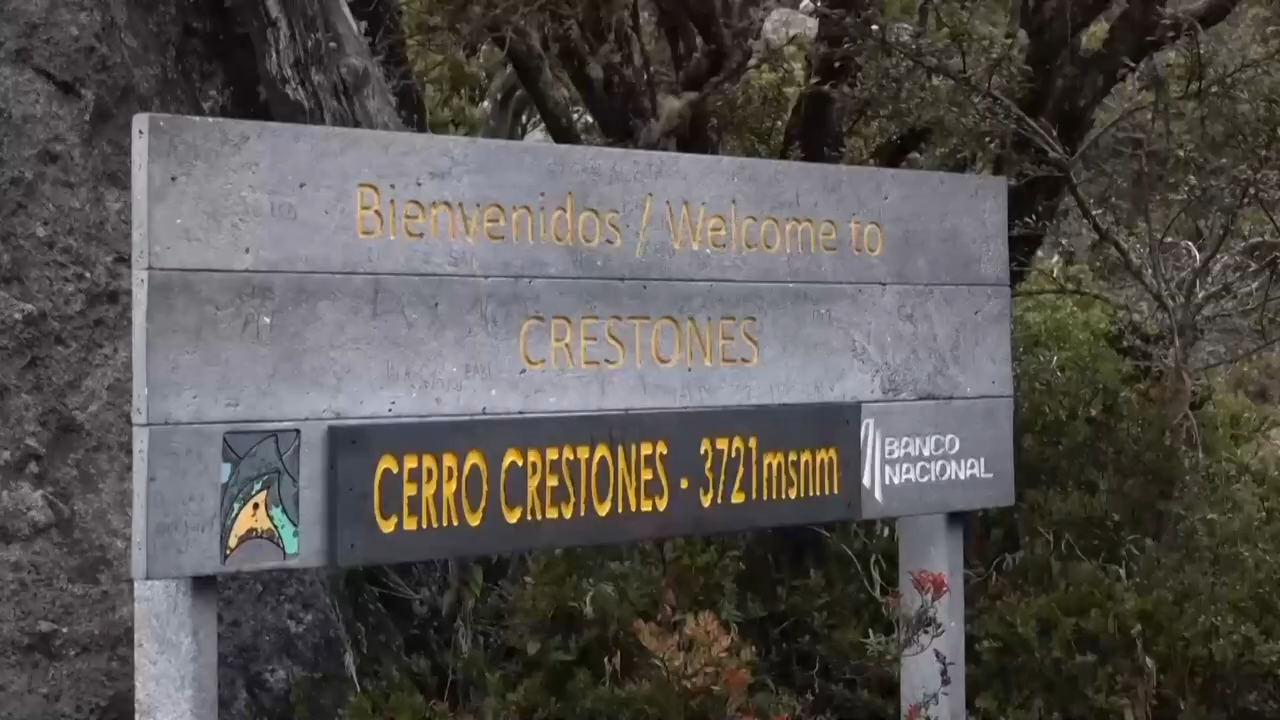 Bienvenidos / Welcome to
CRESTONES
CERRO CRESTONES - 3721msnm
BANCO
NACIONAL